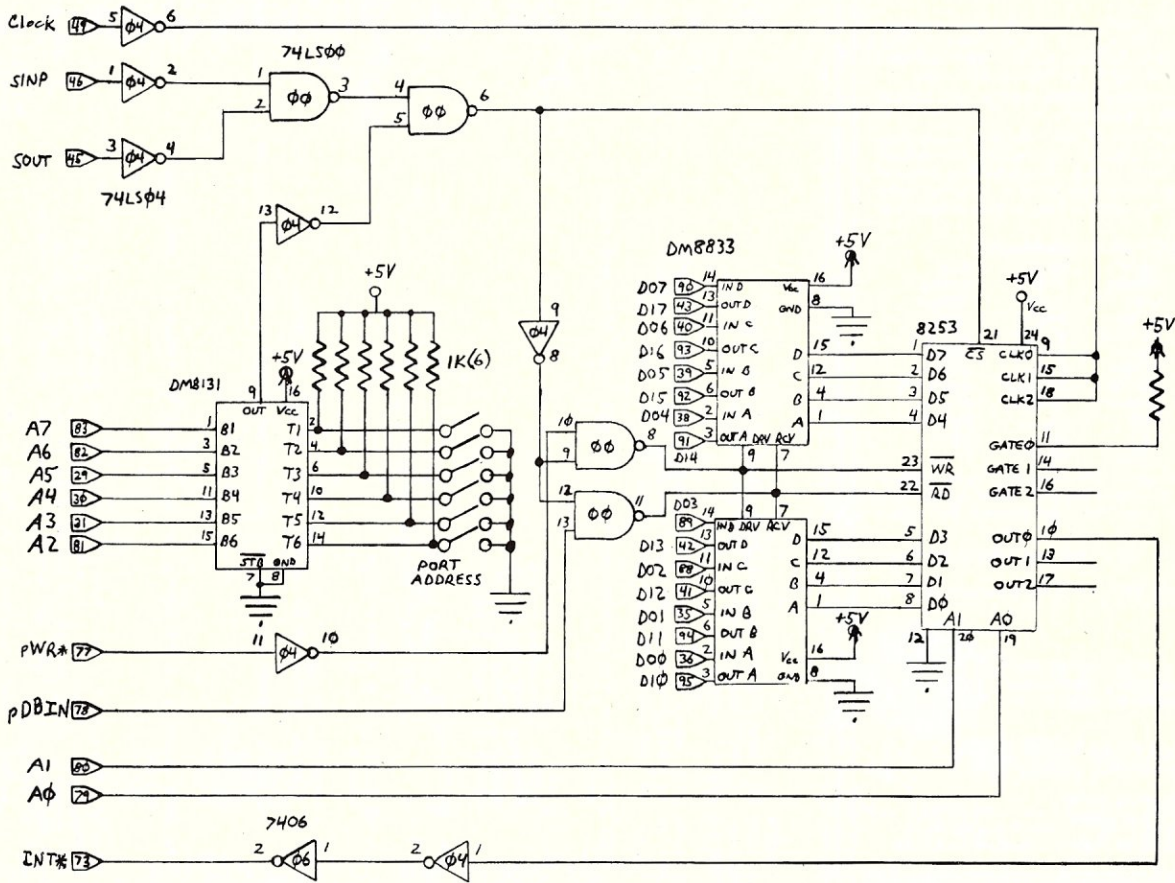 Clock 49 5 φ4 6
SINP 46 1 φ4 2
74LSφφ
1 2 φφ 3
4 5 φφ 6
SOUT 45 3 φ4 4
74LSφ4
13 φ4 12
+5V
1K(6)
9 φ4 8
DM8131
+5V
9 16
OUT Vcc
A7 83 1 B1 T1 2
A6 82 3 B2 T2 4
A5 29 5 B3 T3 6
A4 30 11 B4 T4 10
A3 31 13 B5 T5 12
A2 81 15 B6 T6 14
STB GND
7 8
PORT
ADDRESS
DM8833
+5V
DO7 90 14 IN D Vcc 16
D17 43 13 OUT D GND 8
DO6 40 11 IN C
D16 93 10 OUT C D 15
DO5 39 5 IN B C 12
D15 92 6 OUT B B 4
DO4 38 2 IN A A 1
D14 91 3 OUT A DRV RCV
9 7
10 9 φφ 8
12 13 φφ 11
9 7
DO3 89 14 IN D DRV RCV
D13 42 13 OUT D D 15
DO2 88 11 IN C C 12
D12 41 10 OUT C B 4
DO1 35 5 IN B A 1
D11 94 6 OUT B
+5V
DO0 36 2 IN A Vcc 16
D1φ 95 3 OUT A GND 8
8253
+5V
Vcc
21 24
CS
1 D7 CLKφ 9
2 D6 CLK1 15
3 D5 CLK2 18
4 D4
+5V
GATEφ 11
23 WR GATE 1 14
22 RD GATE 2 16
5 D3 OUTφ 10
6 D2 OUT1 13
7 D1 OUT2 17
8 Dφ
A1 Aφ
12 20 19
pWR* 77 11 φ4 10
pDBIN 78
A1 80
Aφ 79
7406
INT* 73 2 φ6 1 2 φ4 1